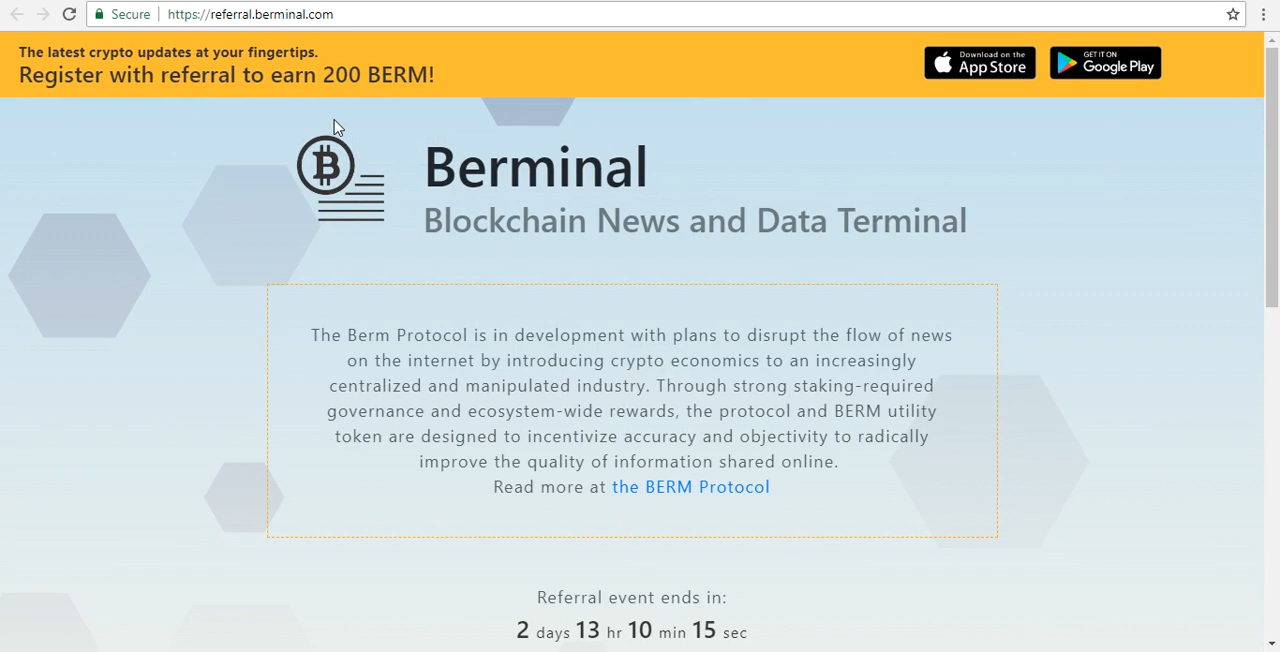 Secure
https://referral.berminal.com
The latest crypto updates at your fingertips.
Register with referral to earn 200 BERM!
Download on the
App Store
GET IT ON
Google Play
Berminal
Blockchain News and Data Terminal
The Berm Protocol is in development with plans to disrupt the flow of news
on the internet by introducing crypto economics to an increasingly
centralized and manipulated industry. Through strong staking-required
governance and ecosystem-wide rewards, the protocol and BERM utility
token are designed to incentivize accuracy and objectivity to radically
improve the quality of information shared online.
Read more at the BERM Protocol
Referral event ends in:
2 days 13 hr 10 min 15 sec